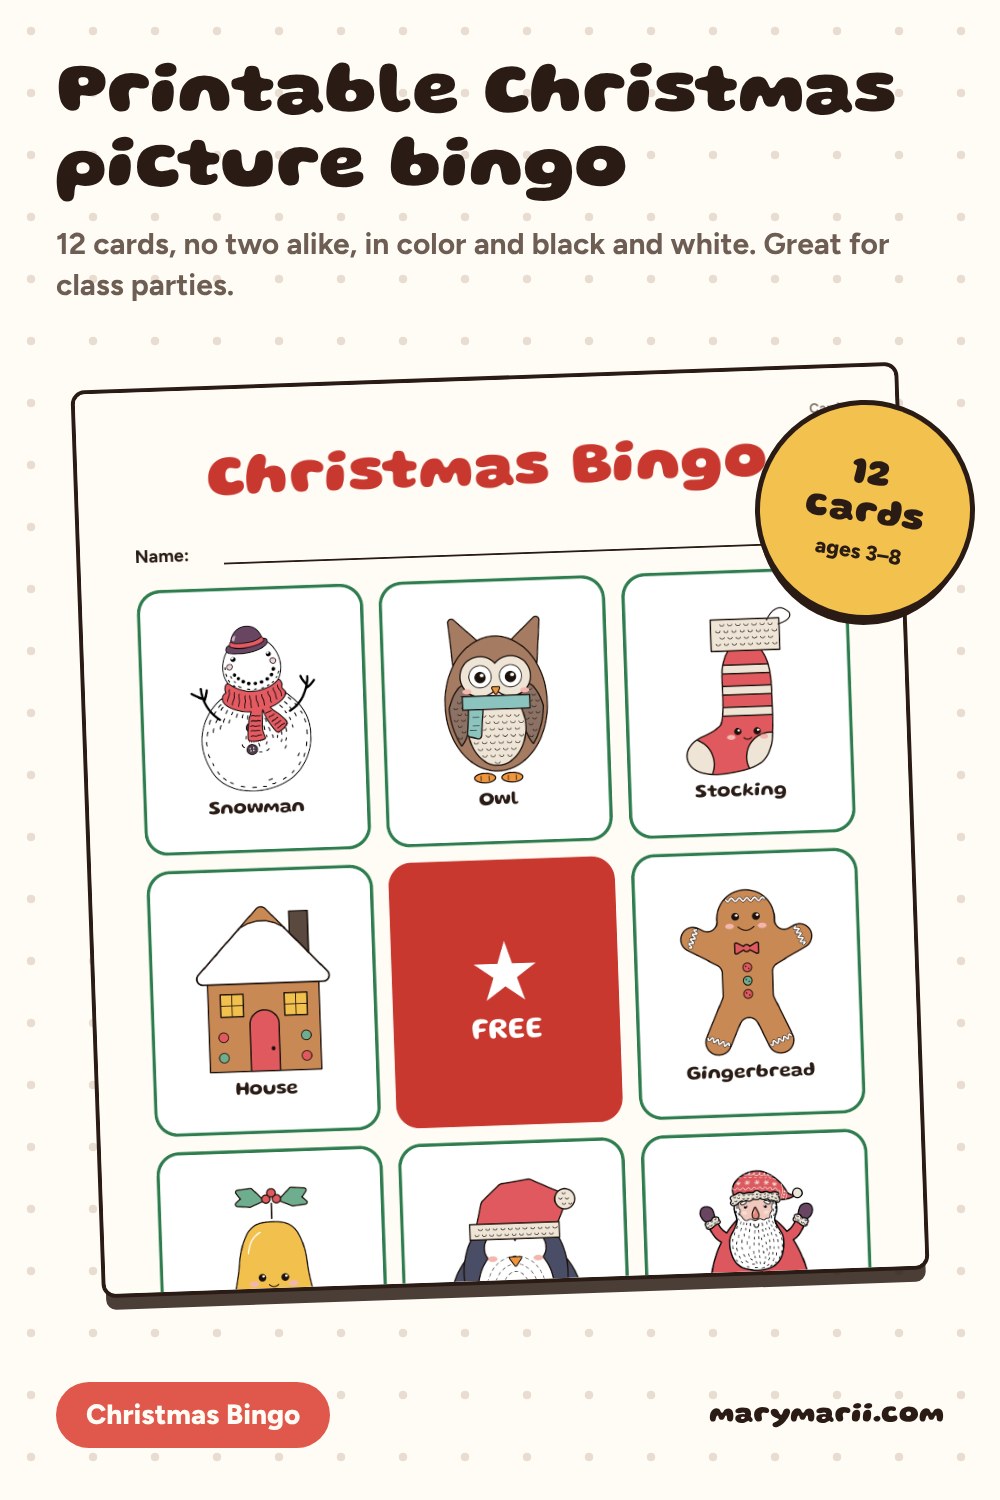 Printable Christmas
picture bingo
12 cards, no two alike, in color and black and white. Great for
class parties.
Christmas Bingo
12
cards
ages 3–8
Name:
Snowman
Owl
Stocking
House
FREE
Gingerbread
Christmas Bingo
marymarii.com